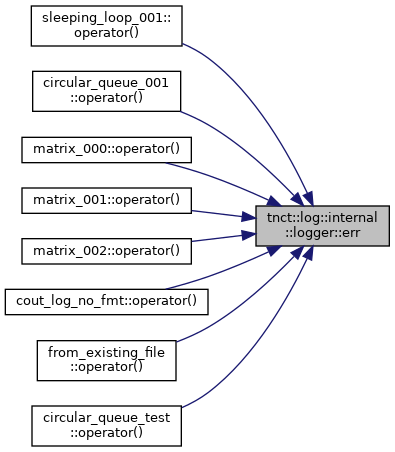 sleeping_loop_001::
operator()
circular_queue_001
::operator()
matrix_000::operator()
matrix_001::operator()
tnct::log::internal
::logger::err
matrix_002::operator()
cout_log_no_fmt::operator()
from_existing_file
::operator()
circular_queue_test
::operator()